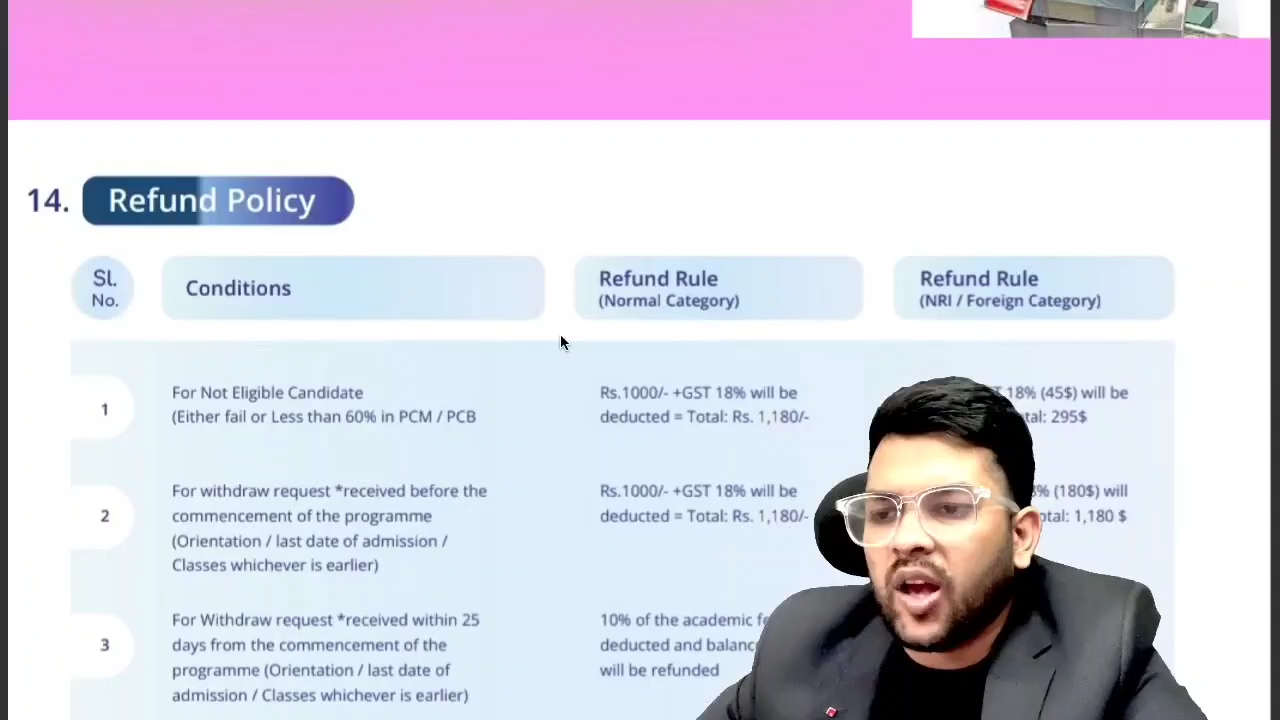 14. Refund Policy
Sl.
No.
Conditions
Refund Rule
(Normal Category)
Refund Rule
(NRI / Foreign Category)
1
For Not Eligible Candidate
(Either fail or Less than 60% in PCM / PCB
Rs.1000/- +GST 18% will be
deducted = Total: Rs. 1,180/-
18% (45$) will be
295$
2
For withdraw request *received before the
commencement of the programme
(Orientation / last date of admission /
Classes whichever is earlier)
Rs.1000/- +GST 18% will be
deducted = Total: Rs. 1,180/-
(180$) will
1,180 $
3
For Withdraw request *received within 25
days from the commencement of the
programme (Orientation / last date of
admission / Classes whichever is earlier)
10% of the academic
deducted and
will be refunded